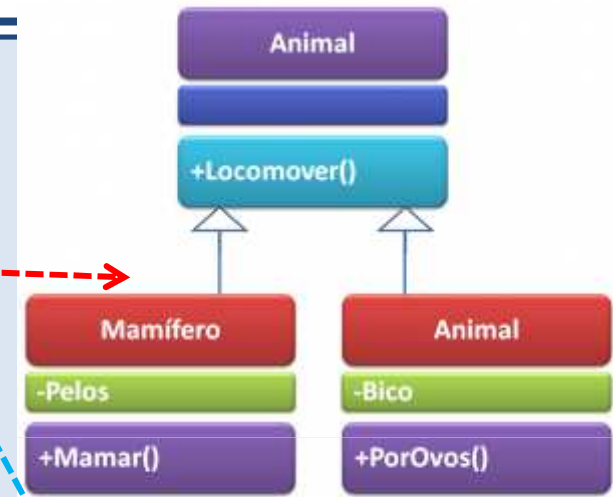 Animal
+Locomover()
Mamífero
-Pelos
+Mamar()
Animal
-Bico
+PorOvos()